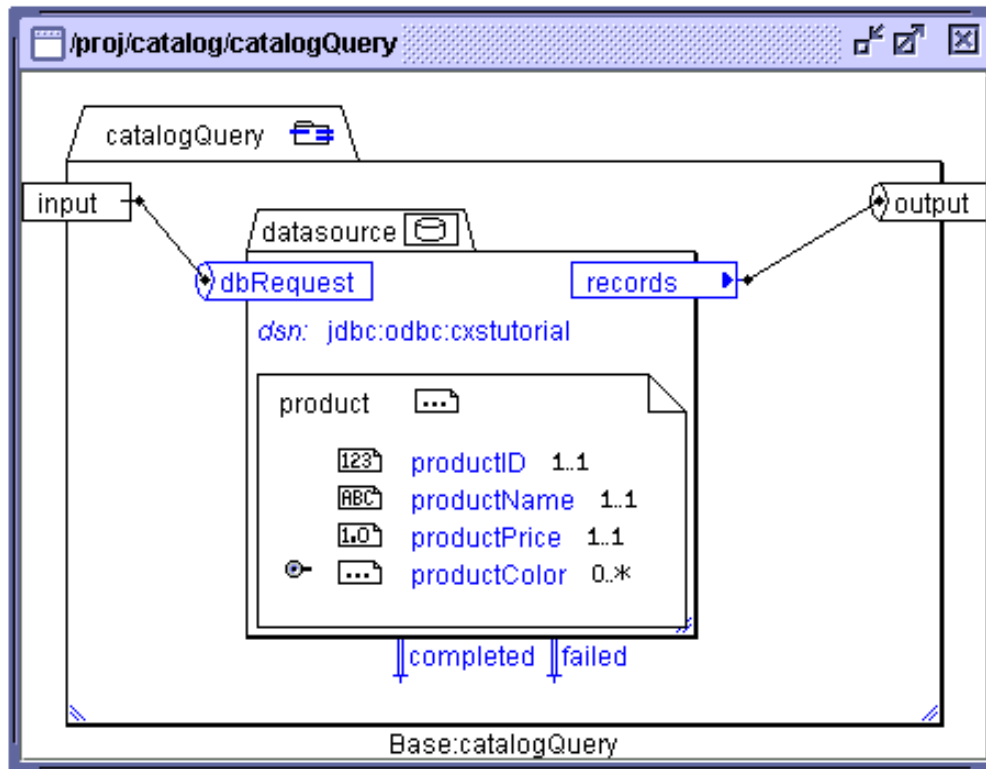 /proj/catalog/catalogQuery
catalogQuery
input
output
datasource
dbRequest
records
dsn: jdbc:odbc:cxstutorial
product ...
123 productID 1..1
ABC productName 1..1
1.0 productPrice 1..1
... productColor 0..*
completed failed
Base:catalogQuery